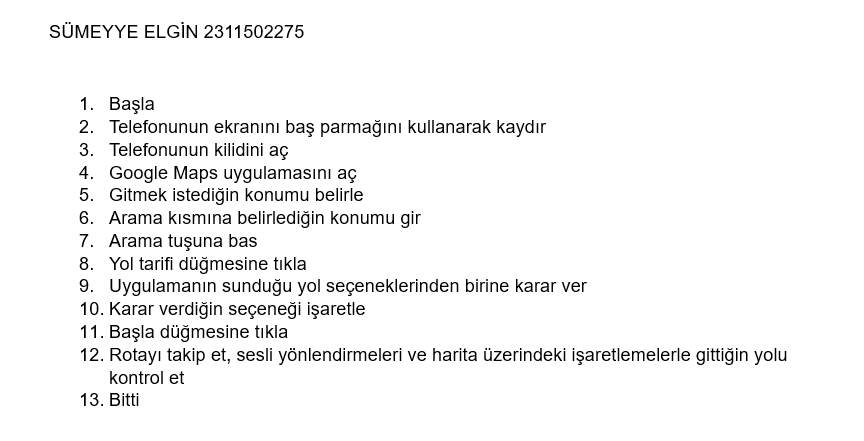 SÜMEYYE ELGİN 2311502275
1. Başla
2. Telefonunun ekranını baş parmağını kullanarak kaydır
3. Telefonunun kilidini aç
4. Google Maps uygulamasını aç
5. Gitmek istediğin konumu belirle
6. Arama kısmına belirlediğin konumu gir
7. Arama tuşuna bas
8. Yol tarifi düğmesine tıkla
9. Uygulamanın sunduğu yol seçeneklerinden birine karar ver
10. Karar verdiğin seçeneği işaretle
11. Başla düğmesine tıkla
12. Rotayı takip et, sesli yönlendirmeleri ve harita üzerindeki işaretlemelerle gittiğin yolu
kontrol et
13. Bitti